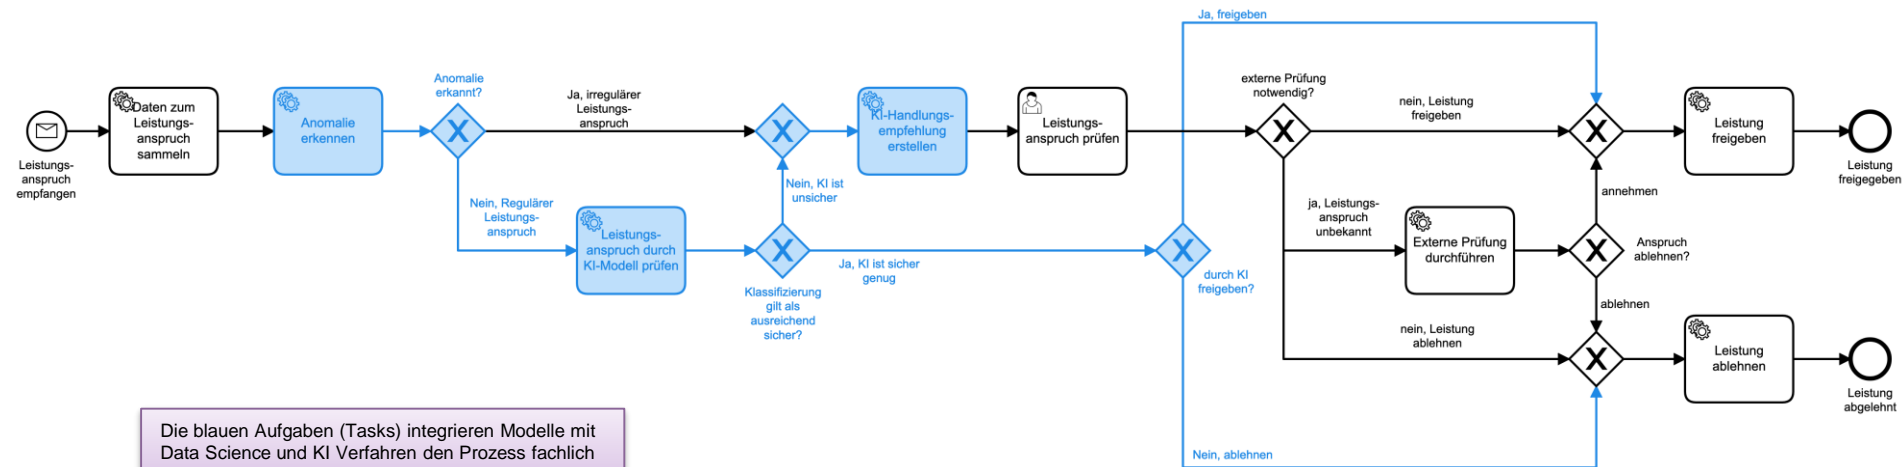 Ja, freigeben
Anomalie
erkannt?
externe Prüfung
notwendig?
Daten zum
Leistungs-
anspruch
sammeln
Anomalie
erkennen
Ja, irregulärer
Leistungs-
anspruch
KI-Handlungs-
empfehlung
erstellen
Leistungs-
anspruch prüfen
nein, Leistung
freigeben
Leistung
freigeben
Leistungs-
anspruch
empfangen
Leistung
freigegeben
Nein, KI ist
unsicher
annehmen
Nein, Regulärer
Leistungs-
anspruch
ja, Leistungs-
anspruch
unbekannt
Leistungs-
anspruch durch
KI-Modell prüfen
Externe Prüfung
durchführen
Anspruch
ablehnen?
Ja, KI ist sicher
genug
durch KI
freigeben?
Klassifizierung
gilt als
ausreichend
sicher?
ablehnen
nein, Leistung
ablehnen
Leistung
ablehnen
Leistung
abgelehnt
Die blauen Aufgaben (Tasks) integrieren Modelle mit
Data Science und KI Verfahren den Prozess fachlich
Nein, ablehnen